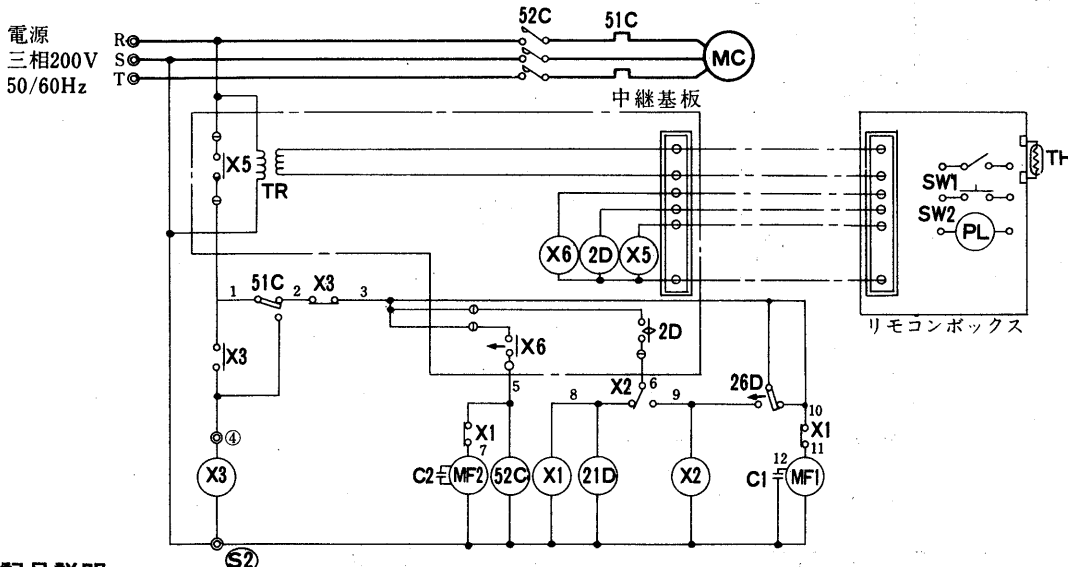 電源
三相200V
50/60Hz
R
S
T
52C
51C
MC
中継基板
X5
TR
TH
SW1
SW2
PL
X6
2D
X5
リモコンボックス
51C
1
2
X3
3
X3
X6
2D
5
X2
6
8
9
26D
10
④
X1
7
X1
11
12
X3
C2
MF2
52C
X1
21D
X2
C1
MF1
S2